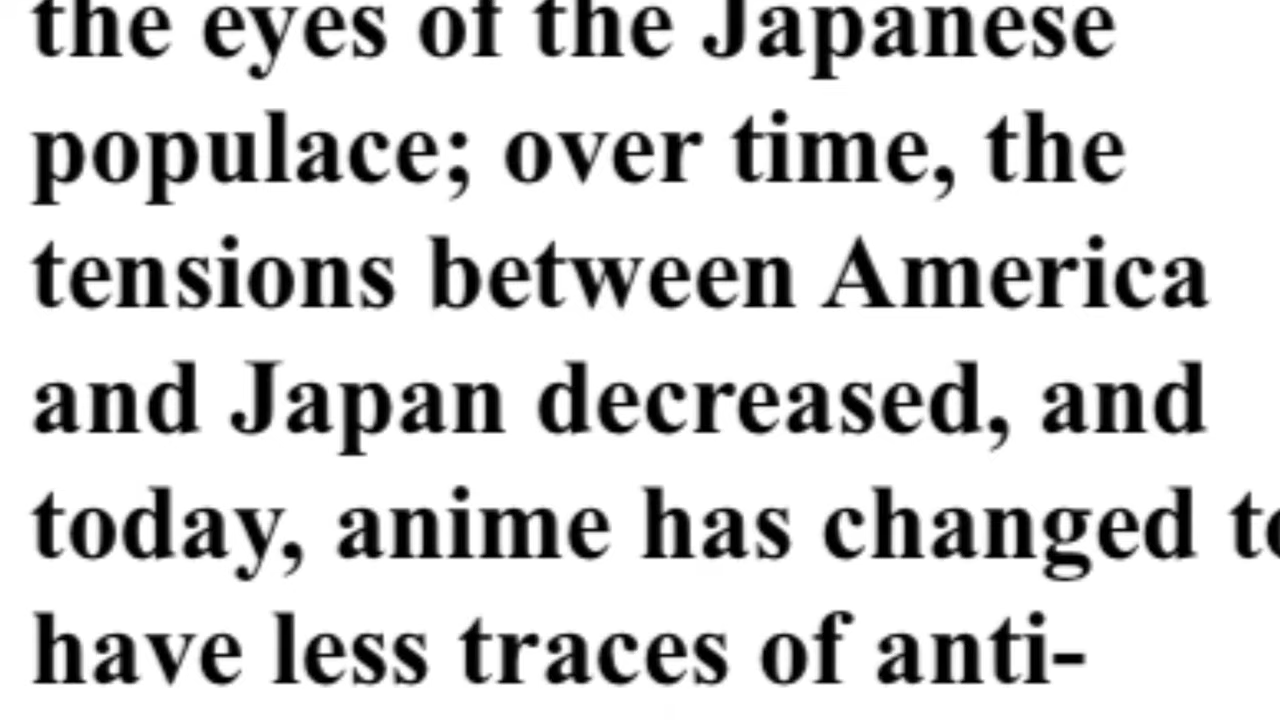 the eyes of the Japanese
populace; over time, the
tensions between America
and Japan decreased, and
today, anime has changed to
have less traces of anti-